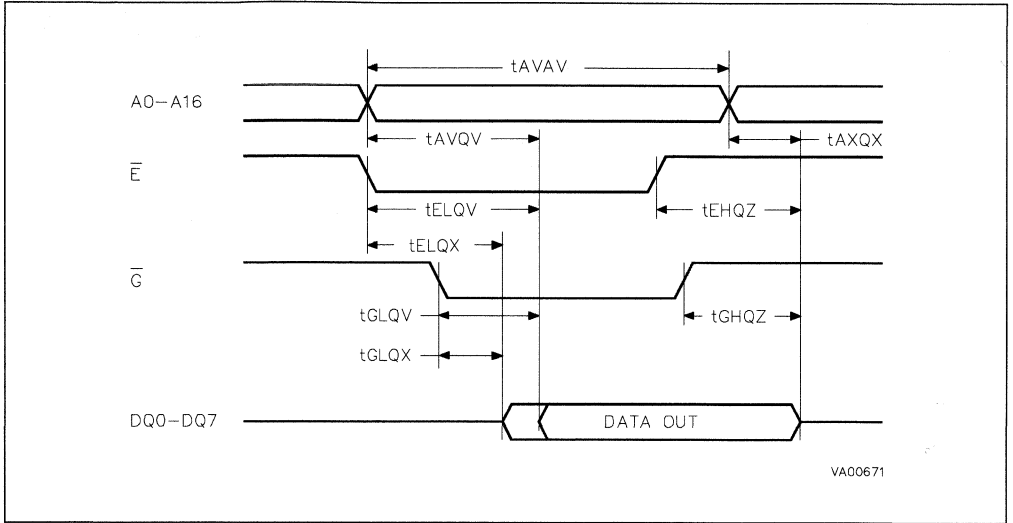 tAVAV
A0-A16
tAVQV
tAXQX
E
tELQV
tEHQZ
tELQX
G
tGLQV
tGHQZ
tGLQX
DQ0-DQ7
DATA OUT
VA00671